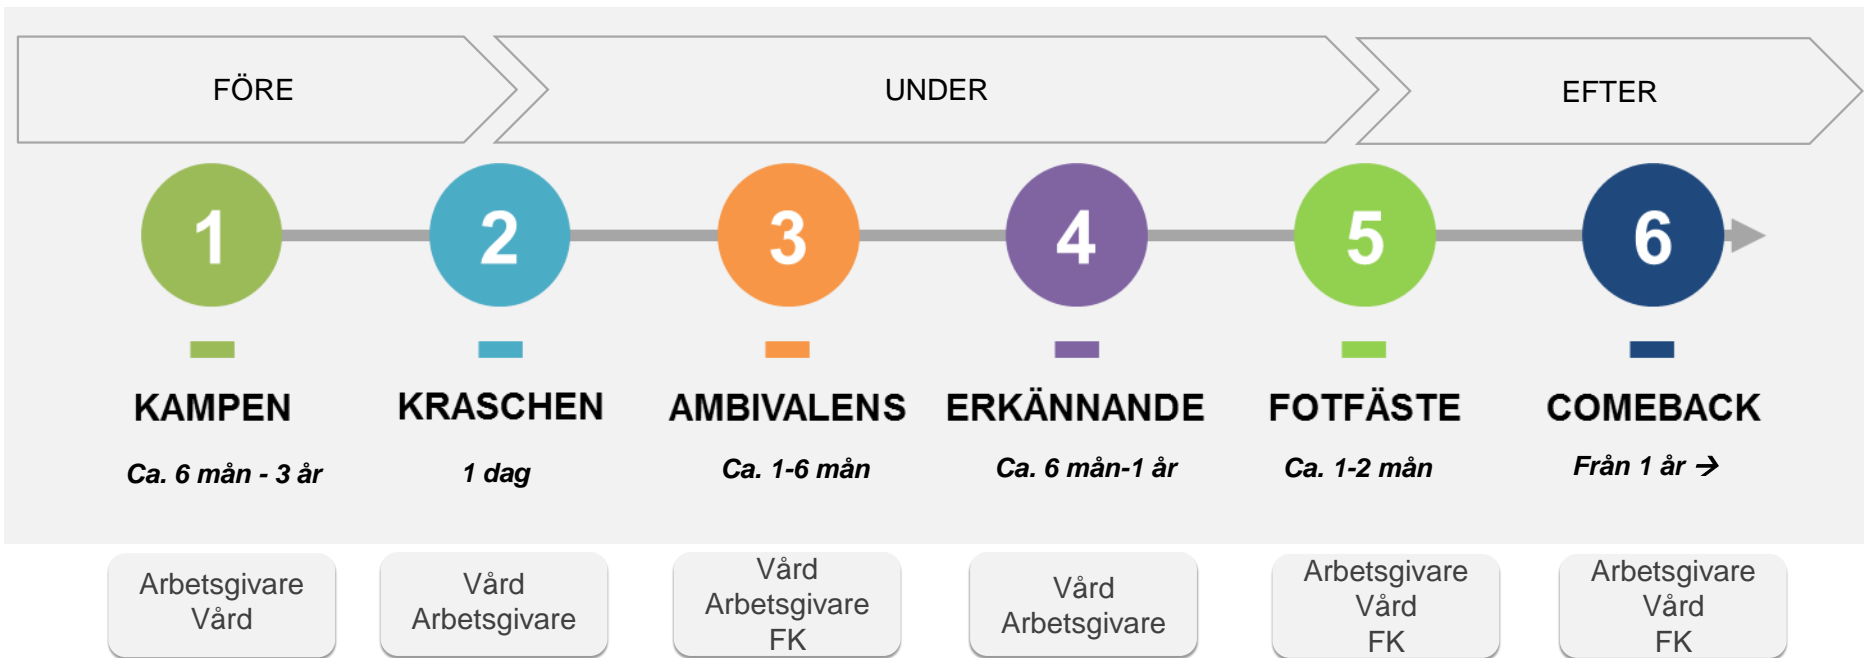 FÖRE
UNDER
EFTER
1
2
3
4
5
6
KAMPEN
KRASCHEN
AMBIVALENS
ERKÄNNANDE
FOTFÄSTE
COMEBACK
Ca. 6 mån - 3 år
1 dag
Ca. 1-6 mån
Ca. 6 mån-1 år
Ca. 1-2 mån
Från 1 år →
Arbetsgivare
Vård
Vård
Arbetsgivare
Vård
Arbetsgivare
FK
Vård
Arbetsgivare
Arbetsgivare
Vård
FK
Arbetsgivare
Vård
FK